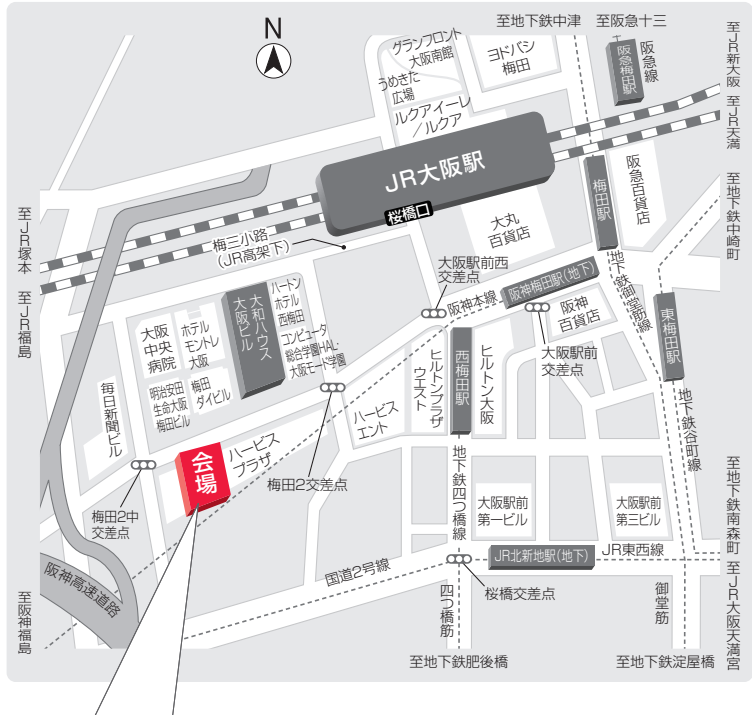 至地下鉄中津
至阪急十三
N
グランフロント
大阪南館
ヨドバシ
梅田
阪急梅田駅
阪急線
至JR新大阪
至JR天満
うめきた
広場
ルクアイーレ
/ルクア
JR大阪駅
桜橋口
梅田駅
阪急百貨店
至地下鉄中崎町
大丸
百貨店
至JR塚本
至JR福島
梅三小路
(JR高架下)
大阪駅前西
交差点
阪神本線
阪神梅田駅(地下)
地下鉄御堂筋線
阪神
百貨店
東梅田駅
大阪駅前
交差点
大阪
中央
病院
ホテル
モントレ
大阪
大和ハウス
大阪ビル
ハートン
ホテル
西梅田
コンピュータ
総合学園HAL・
大阪モード学園
毎日新聞ビル
明治安田
生命大阪
梅田ビル
梅田
ダイビル
西梅田駅
ヒルトンプラザ
ウエスト
ヒルトン大阪
ハービス
エント
ハービス
プラザ
会場
梅田2交差点
梅田2中
交差点
地下鉄四つ橋線
地下鉄谷町線
大阪駅前
第一ビル
大阪駅前
第三ビル
至地下鉄南森町
至JR大阪天満宮
JR北新地駅(地下)
JR東西線
国道2号線
阪神高速道路
至阪神福島
桜橋交差点
四つ橋筋
御堂筋
至地下鉄肥後橋
至地下鉄淀屋橋